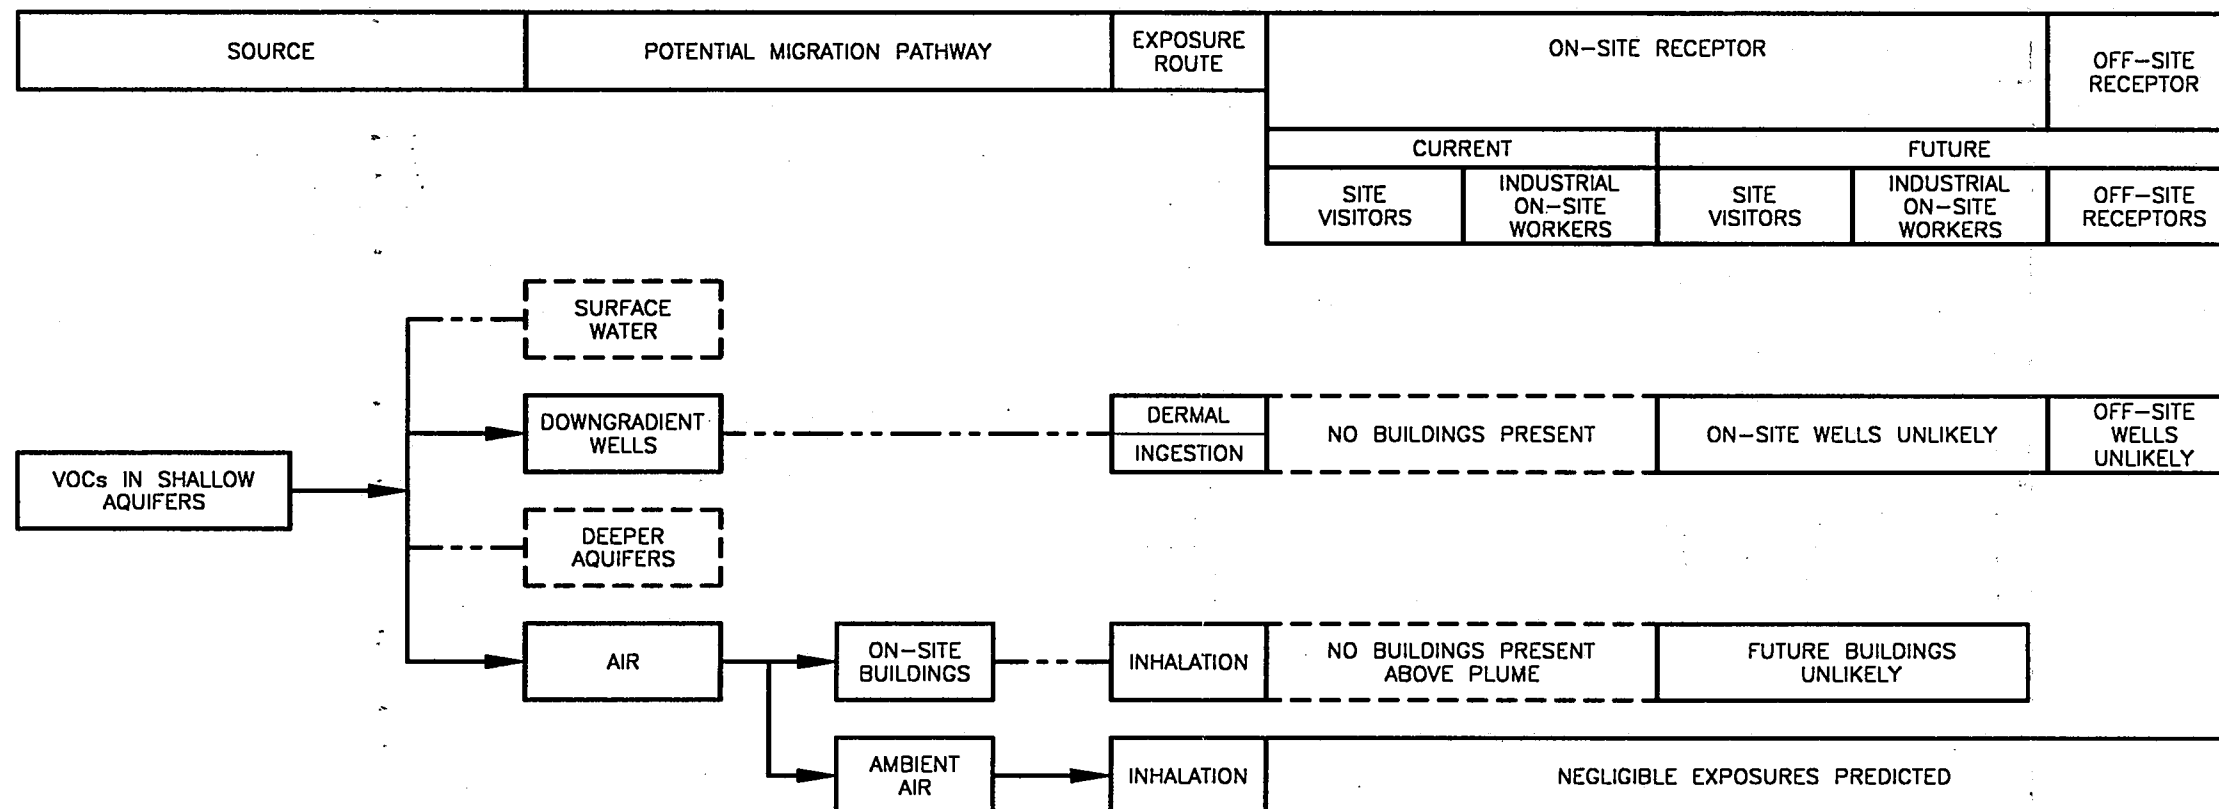 SOURCE
POTENTIAL MIGRATION PATHWAY
EXPOSURE
ROUTE
ON-SITE RECEPTOR
OFF-SITE
RECEPTOR
CURRENT
FUTURE
SITE
VISITORS
INDUSTRIAL
ON-SITE
WORKERS
SITE
VISITORS
INDUSTRIAL
ON-SITE
WORKERS
OFF-SITE
RECEPTORS
SURFACE
WATER
DOWNGRADIENT
WELLS
DERMAL
INGESTION
NO BUILDINGS PRESENT
ON-SITE WELLS UNLIKELY
OFF-SITE
WELLS
UNLIKELY
VOCs IN SHALLOW
AQUIFERS
DEEPER
AQUIFERS
AIR
ON-SITE
BUILDINGS
INHALATION
NO BUILDINGS PRESENT
ABOVE PLUME
FUTURE BUILDINGS
UNLIKELY
AMBIENT
AIR
INHALATION
NEGLIGIBLE EXPOSURES PREDICTED